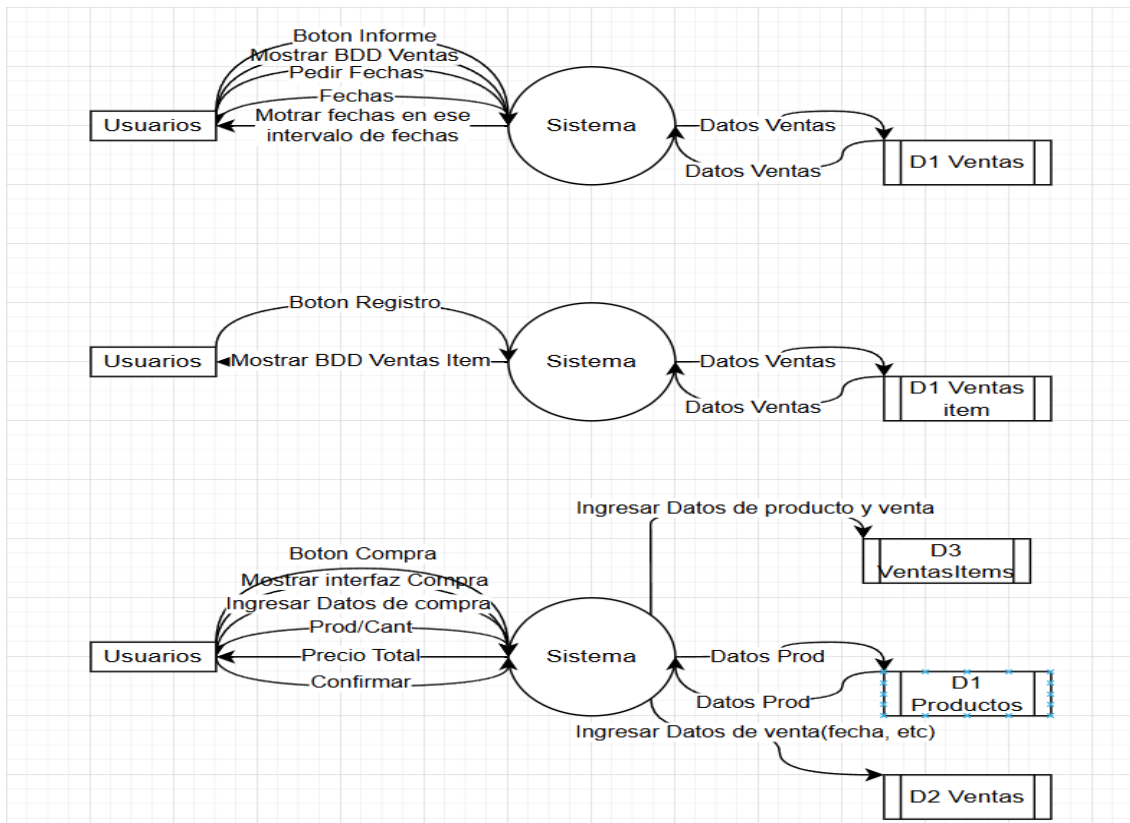 Boton Informe
Mostrar BDD Ventas
Pedir Fechas
Fechas
Motrar fechas en ese
intervalo de fechas
Usuarios
Sistema
Datos Ventas
Datos Ventas
D1 Ventas
Boton Registro
Mostrar BDD Ventas Item
Usuarios
Sistema
Datos Ventas
Datos Ventas
D1 Ventas
item
Ingresar Datos de producto y venta
D3
VentasItems
Boton Compra
Mostrar interfaz Compra
Ingresar Datos de compra
Prod/Cant
Precio Total
Confirmar
Usuarios
Sistema
Datos Prod
Datos Prod
D1
Productos
Ingresar Datos de venta(fecha, etc)
D2 Ventas